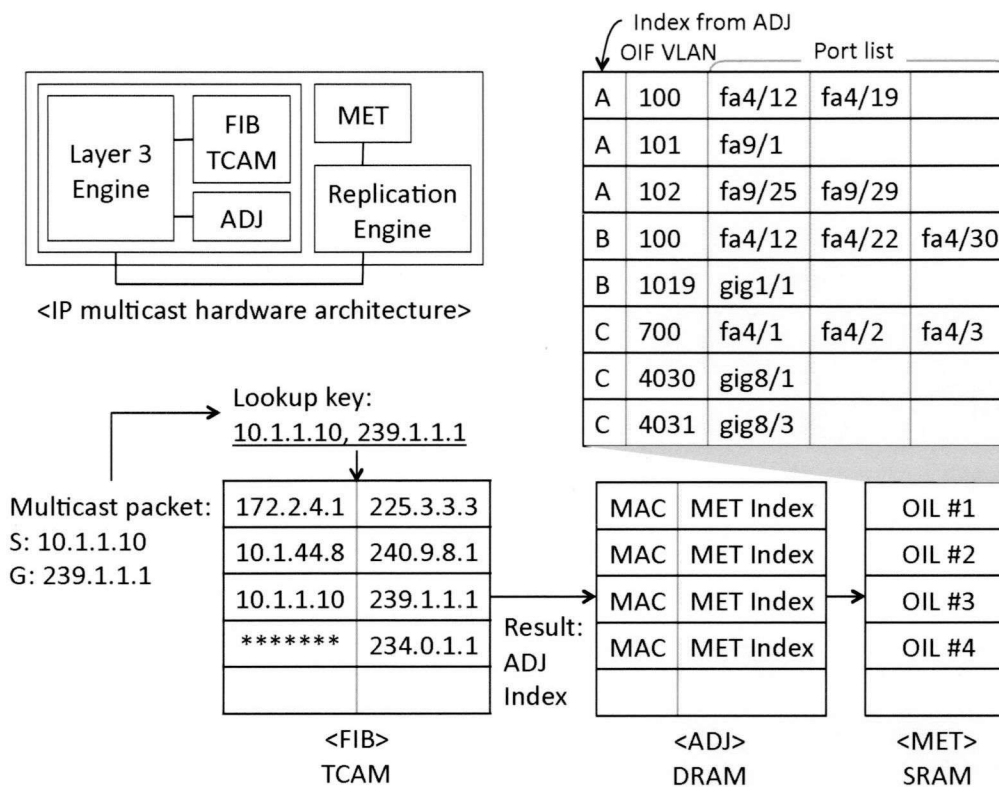 Index from ADJ
OIF VLAN Port list
A 100 fa4/12 fa4/19
A 101 fa9/1
A 102 fa9/25 fa9/29
B 100 fa4/12 fa4/22 fa4/30
B 1019 gig1/1
C 700 fa4/1 fa4/2 fa4/3
C 4030 gig8/1
C 4031 gig8/3
Layer 3
Engine
FIB
TCAM
ADJ
MET
Replication
Engine
<IP multicast hardware architecture>
Lookup key:
10.1.1.10, 239.1.1.1
Multicast packet:
S: 10.1.1.10
G: 239.1.1.1
172.2.4.1 225.3.3.3
10.1.44.8 240.9.8.1
10.1.1.10 239.1.1.1
******* 234.0.1.1
<FIB>
TCAM
Result:
ADJ
Index
MAC MET Index
MAC MET Index
MAC MET Index
MAC MET Index
<ADJ>
DRAM
OIL #1
OIL #2
OIL #3
OIL #4
<MET>
SRAM